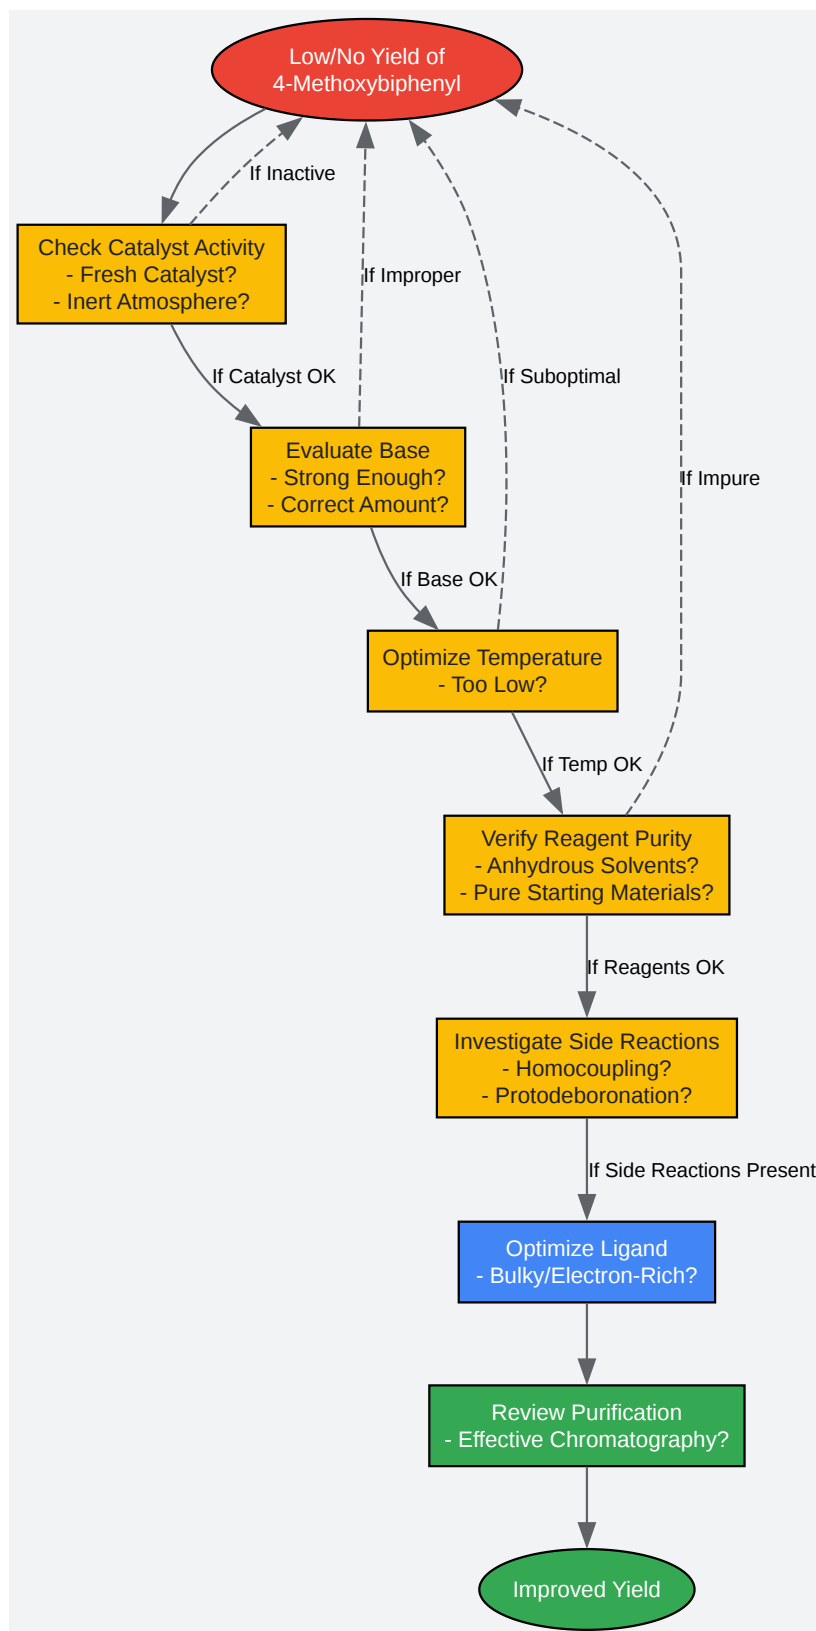 Low/No Yield of
4-Methoxybiphenyl
If Inactive
Check Catalyst Activity
- Fresh Catalyst?
- Inert Atmosphere?
If Improper
If Catalyst OK
If Suboptimal
Evaluate Base
- Strong Enough?
- Correct Amount?
If Impure
If Base OK
Optimize Temperature
- Too Low?
If Temp OK
Verify Reagent Purity
- Anhydrous Solvents?
- Pure Starting Materials?
If Reagents OK
Investigate Side Reactions
- Homocoupling?
- Protodeboronation?
If Side Reactions Present
Optimize Ligand
- Bulky/Electron-Rich?
Review Purification
- Effective Chromatography?
Improved Yield